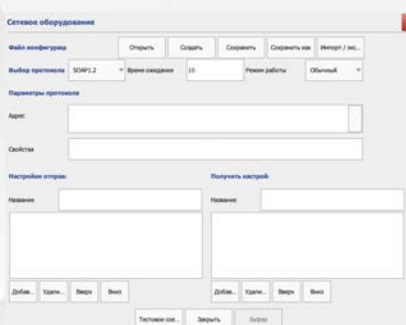 Сетевое оборудование
Файл конфигурац Открыть Создать Сохранить Сохранить как Импорт / экс...
Выбор протокола SOAP1.2 Время ожидания 10 Режим работы Обычный
Параметры протокола
Адрес
Свойства
Настройки отправ Получить настрой
Название Название
Добав... Удали... Вверх Вниз Добав... Удали... Вверх Вниз
Тестовое сое... Закрыть Буфер